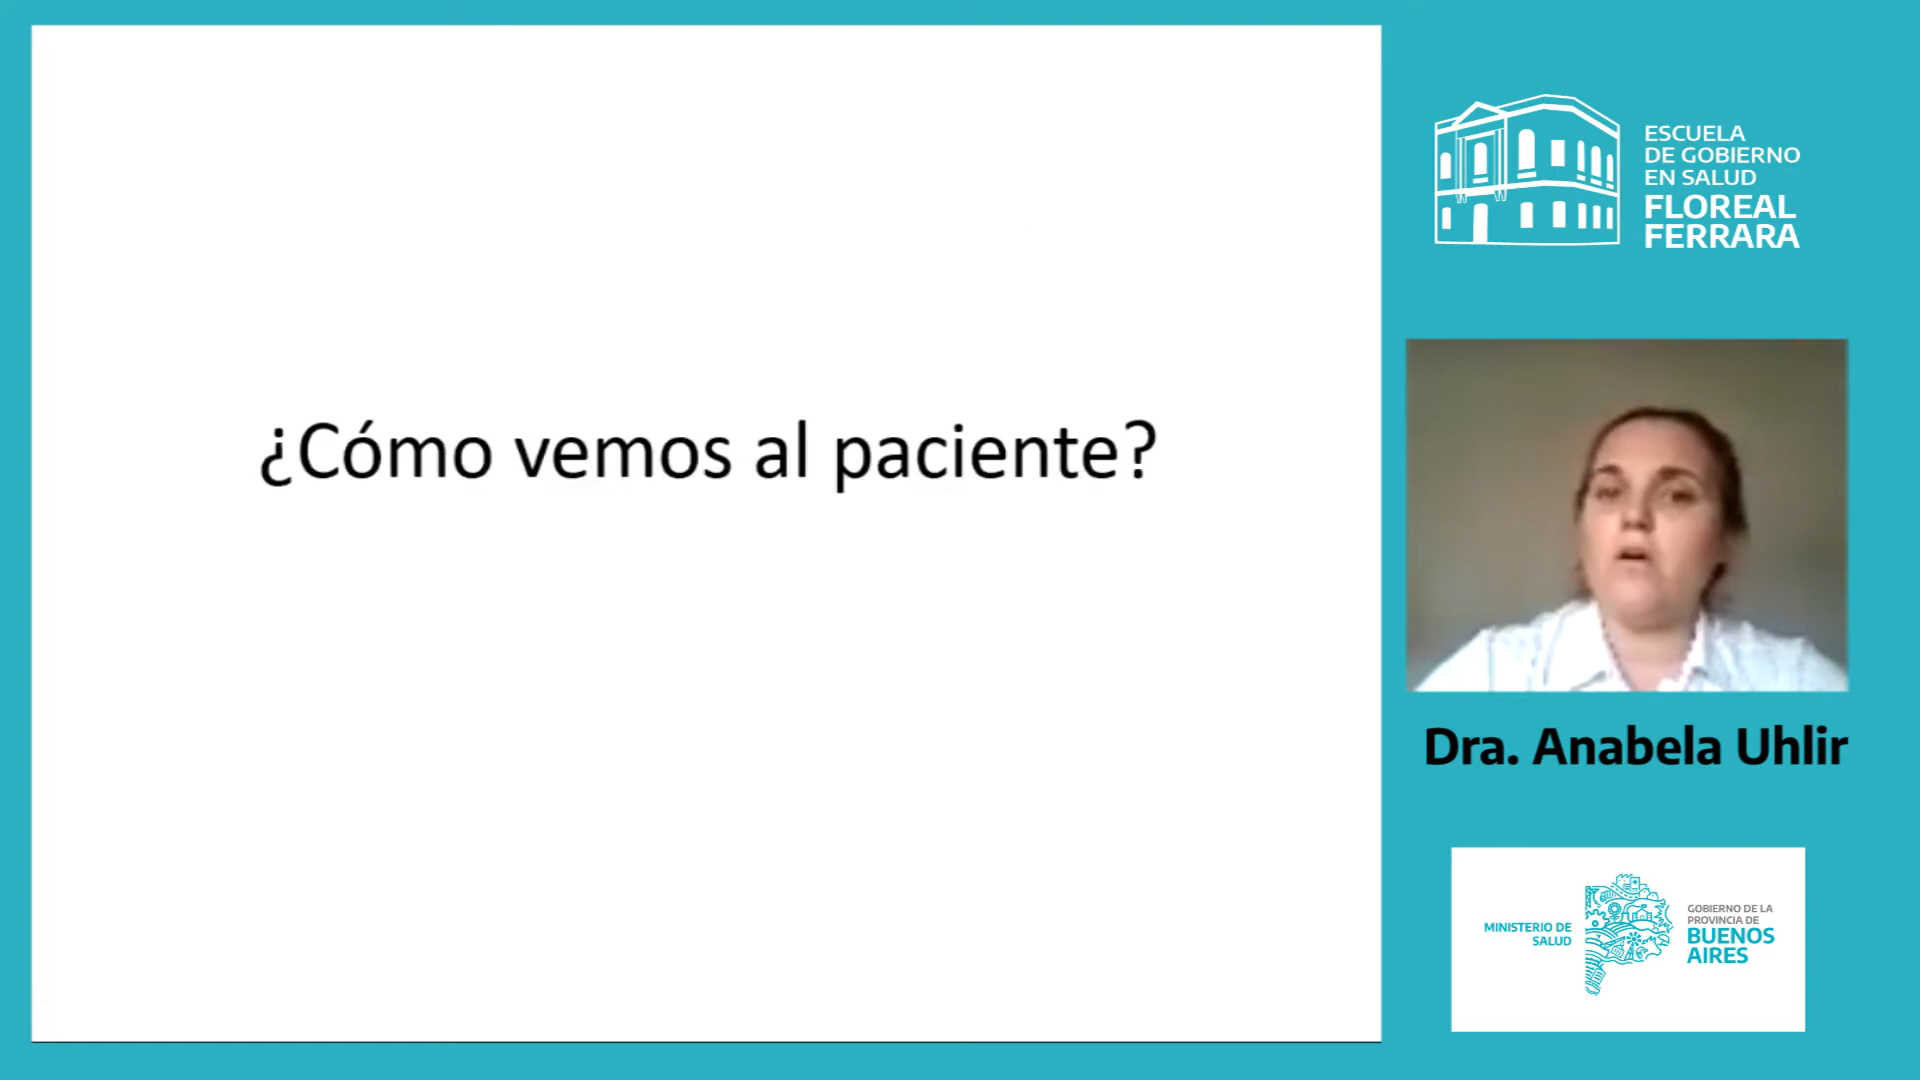 ¿Cómo vemos al paciente?
ESCUELA
DE GOBIERNO
EN SALUD
FLOREAL
FERRARA
Dra. Anabela Uhlir
MINISTERIO DE
SALUD
GOBIERNO DE LA
PROVINCIA DE
BUENOS
AIRES